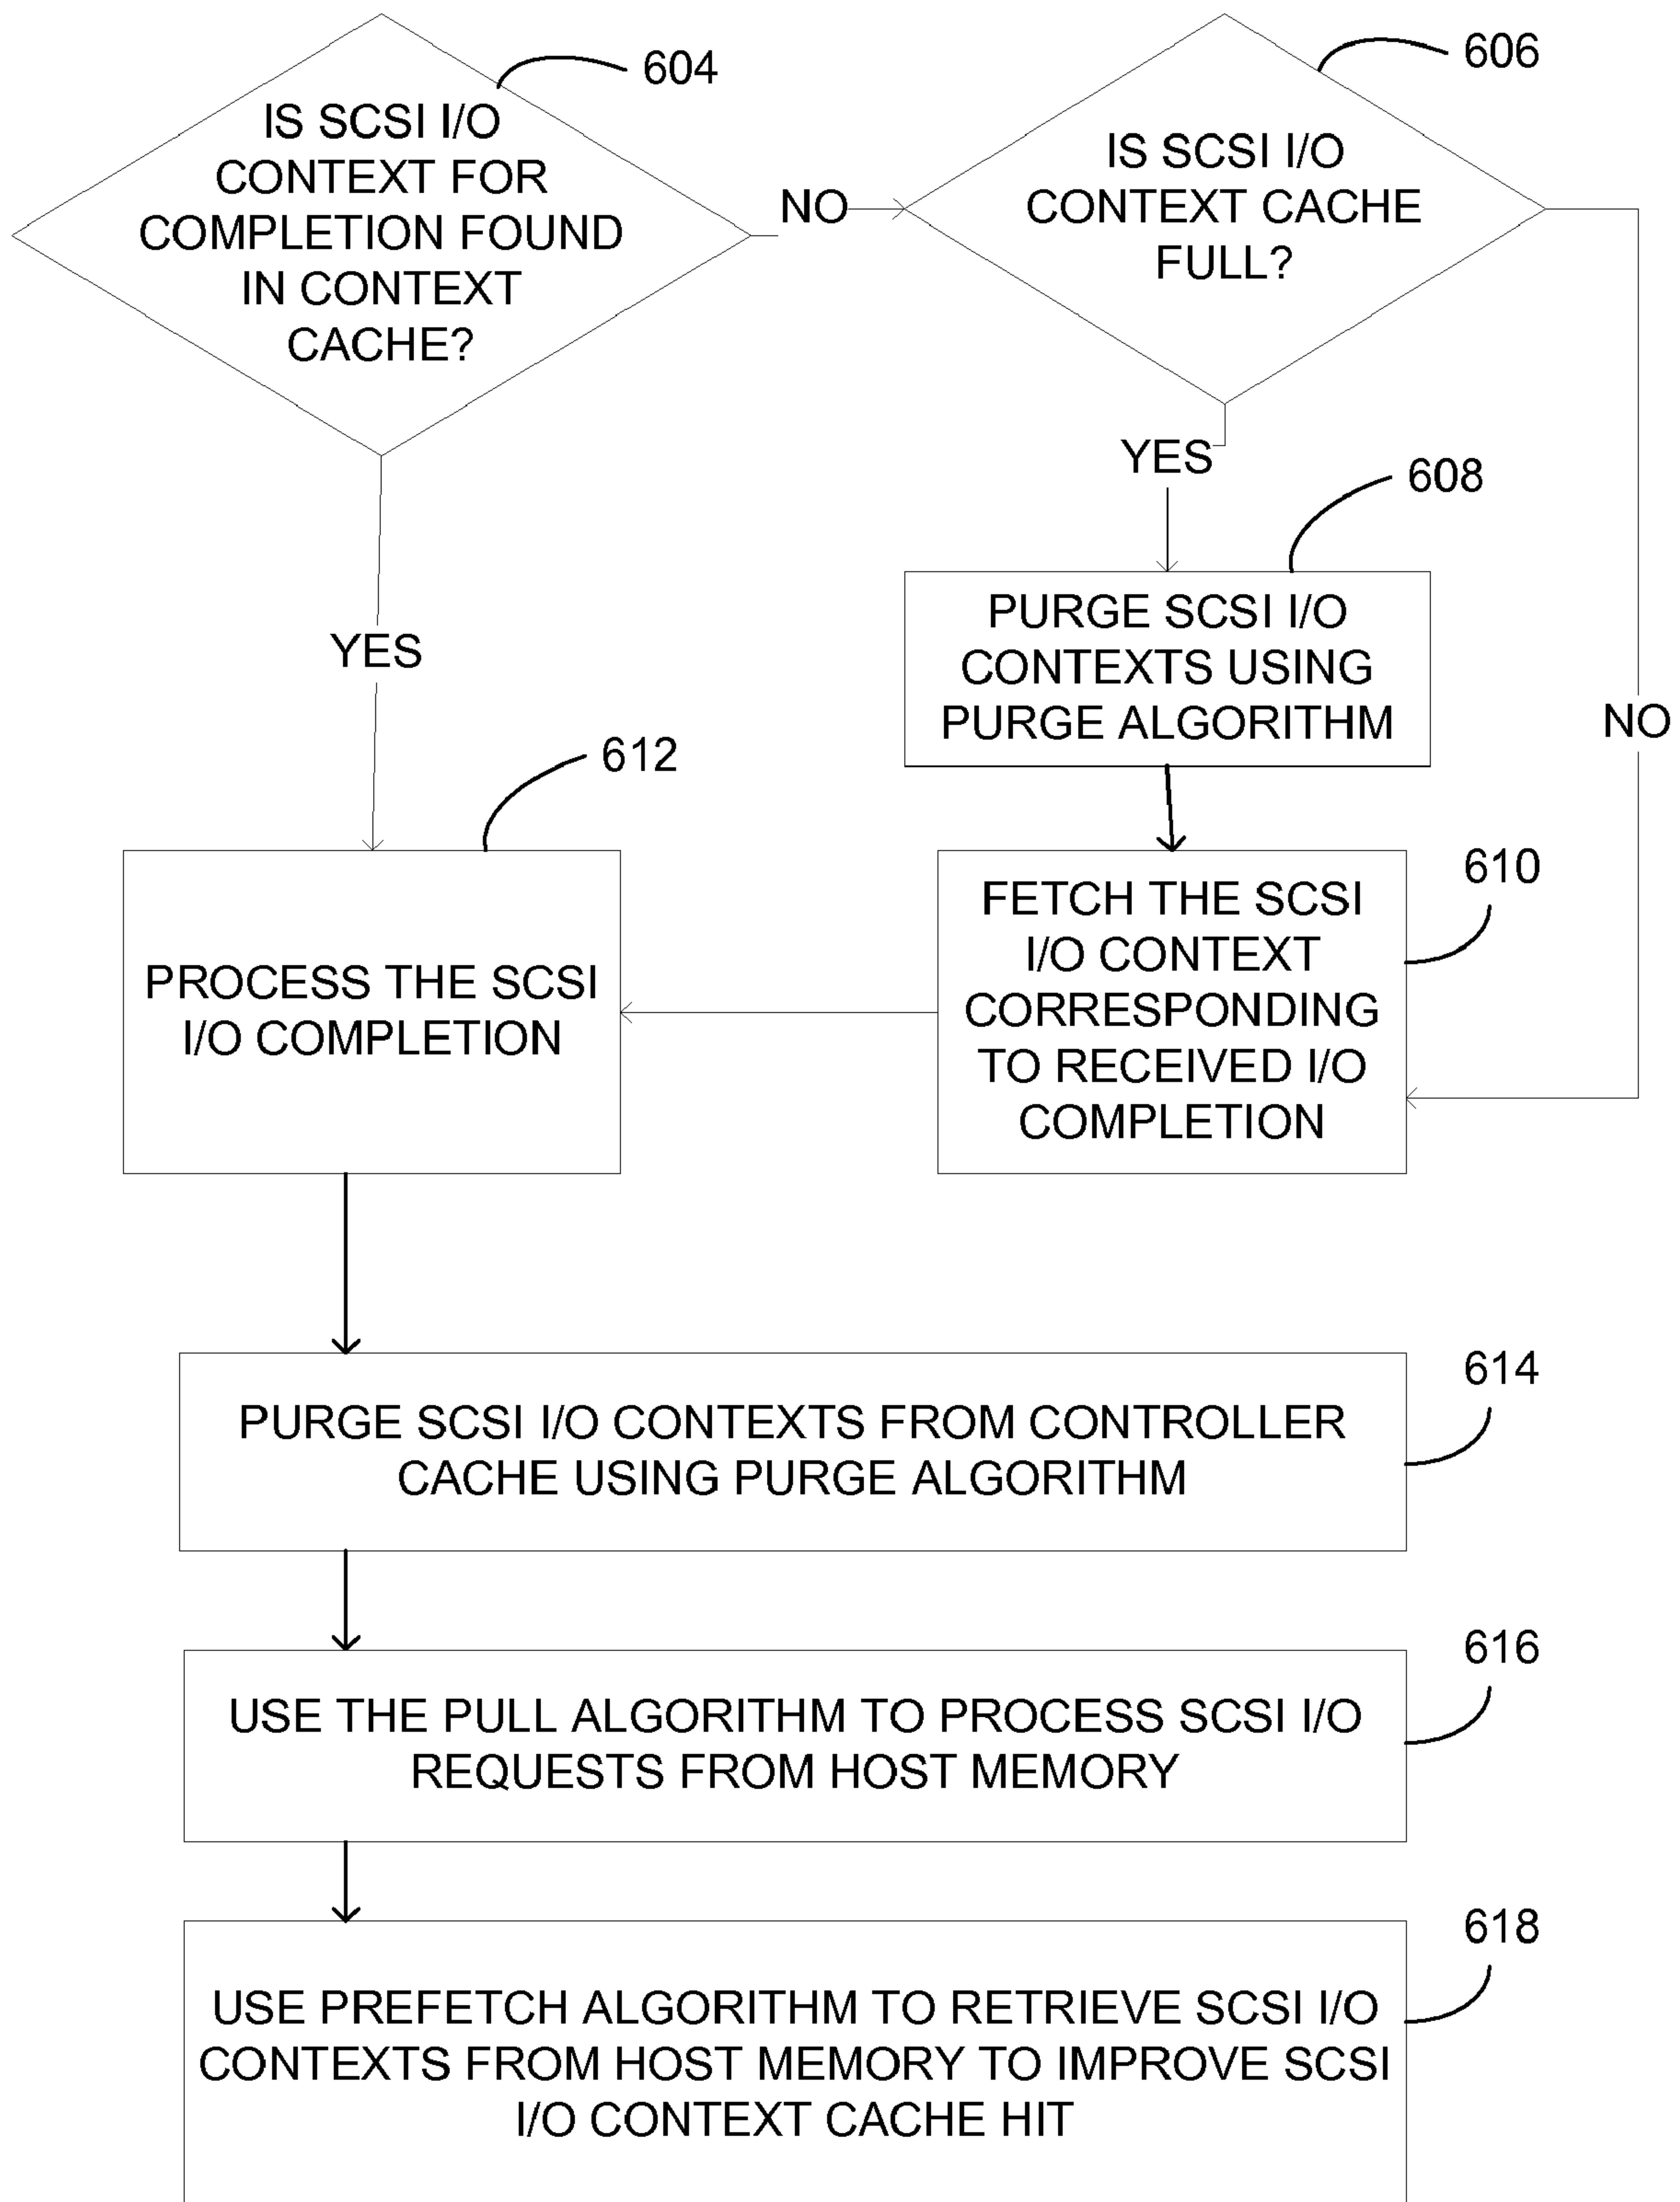 604
IS SCSI I/O
CONTEXT FOR
COMPLETION FOUND
IN CONTEXT
CACHE?
NO
606
IS SCSI I/O
CONTEXT CACHE
FULL?
YES
608
PURGE SCSI I/O
CONTEXTS USING
PURGE ALGORITHM
NO
YES
612
PROCESS THE SCSI
I/O COMPLETION
610
FETCH THE SCSI
I/O CONTEXT
CORRESPONDING
TO RECEIVED I/O
COMPLETION
614
PURGE SCSI I/O CONTEXTS FROM CONTROLLER
CACHE USING PURGE ALGORITHM
616
USE THE PULL ALGORITHM TO PROCESS SCSI I/O
REQUESTS FROM HOST MEMORY
618
USE PREFETCH ALGORITHM TO RETRIEVE SCSI I/O
CONTEXTS FROM HOST MEMORY TO IMPROVE SCSI
I/O CONTEXT CACHE HIT